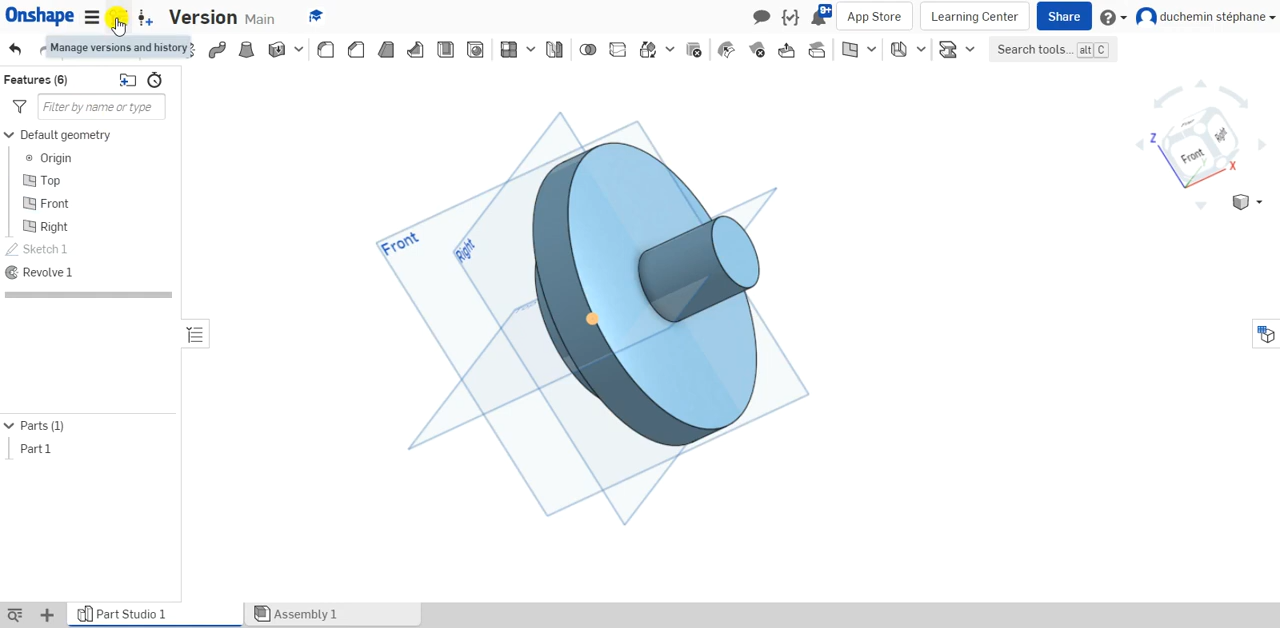 Onshape
Version Main
9+
App Store
Learning Center
Share
duchemin stéphane
Manage versions and history
Search tools... alt C
Features (6)
Filter by name or type
Default geometry
Origin
Top
Front
Right
Sketch 1
Revolve 1
Parts (1)
Part 1
Front
Right
Front
Right
Z
X
Part Studio 1
Assembly 1